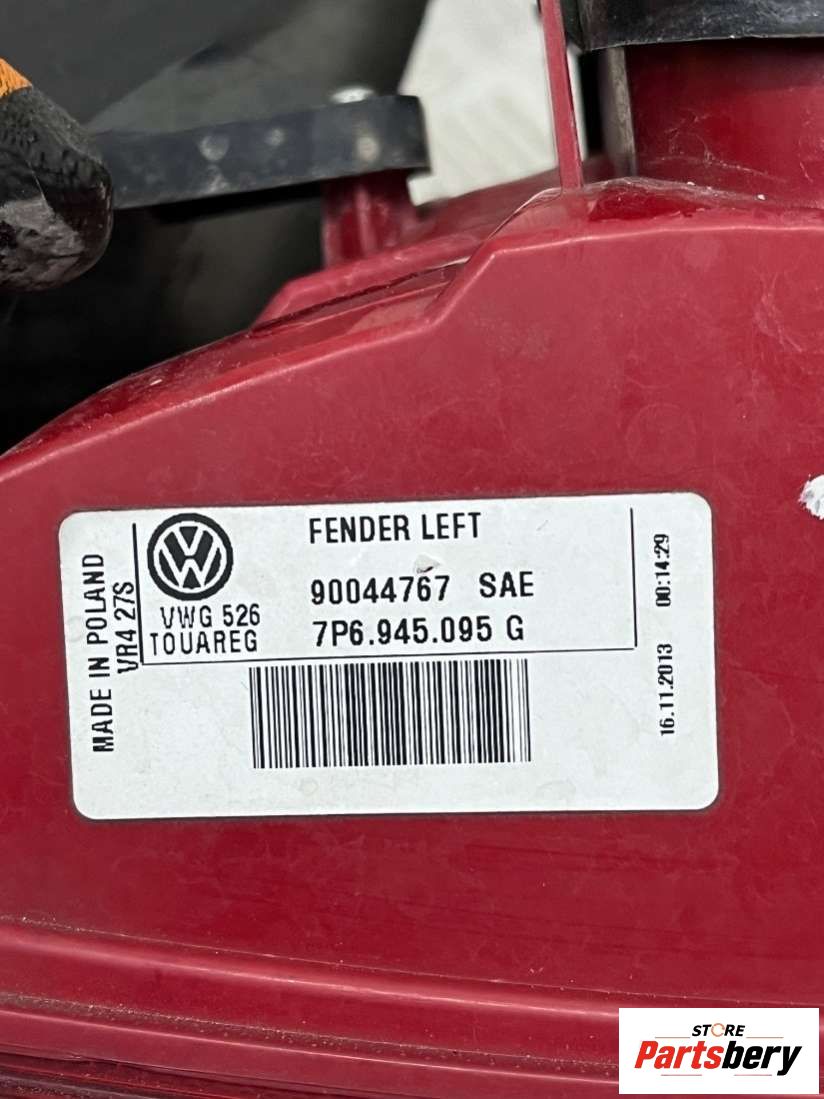 MADE IN POLAND
VR4 27S
VWG 526
TOUAREG
FENDER LEFT
90044767 SAE
7P6.945.095 G
16.11.2013 00:14:29
STORE
Partsbery